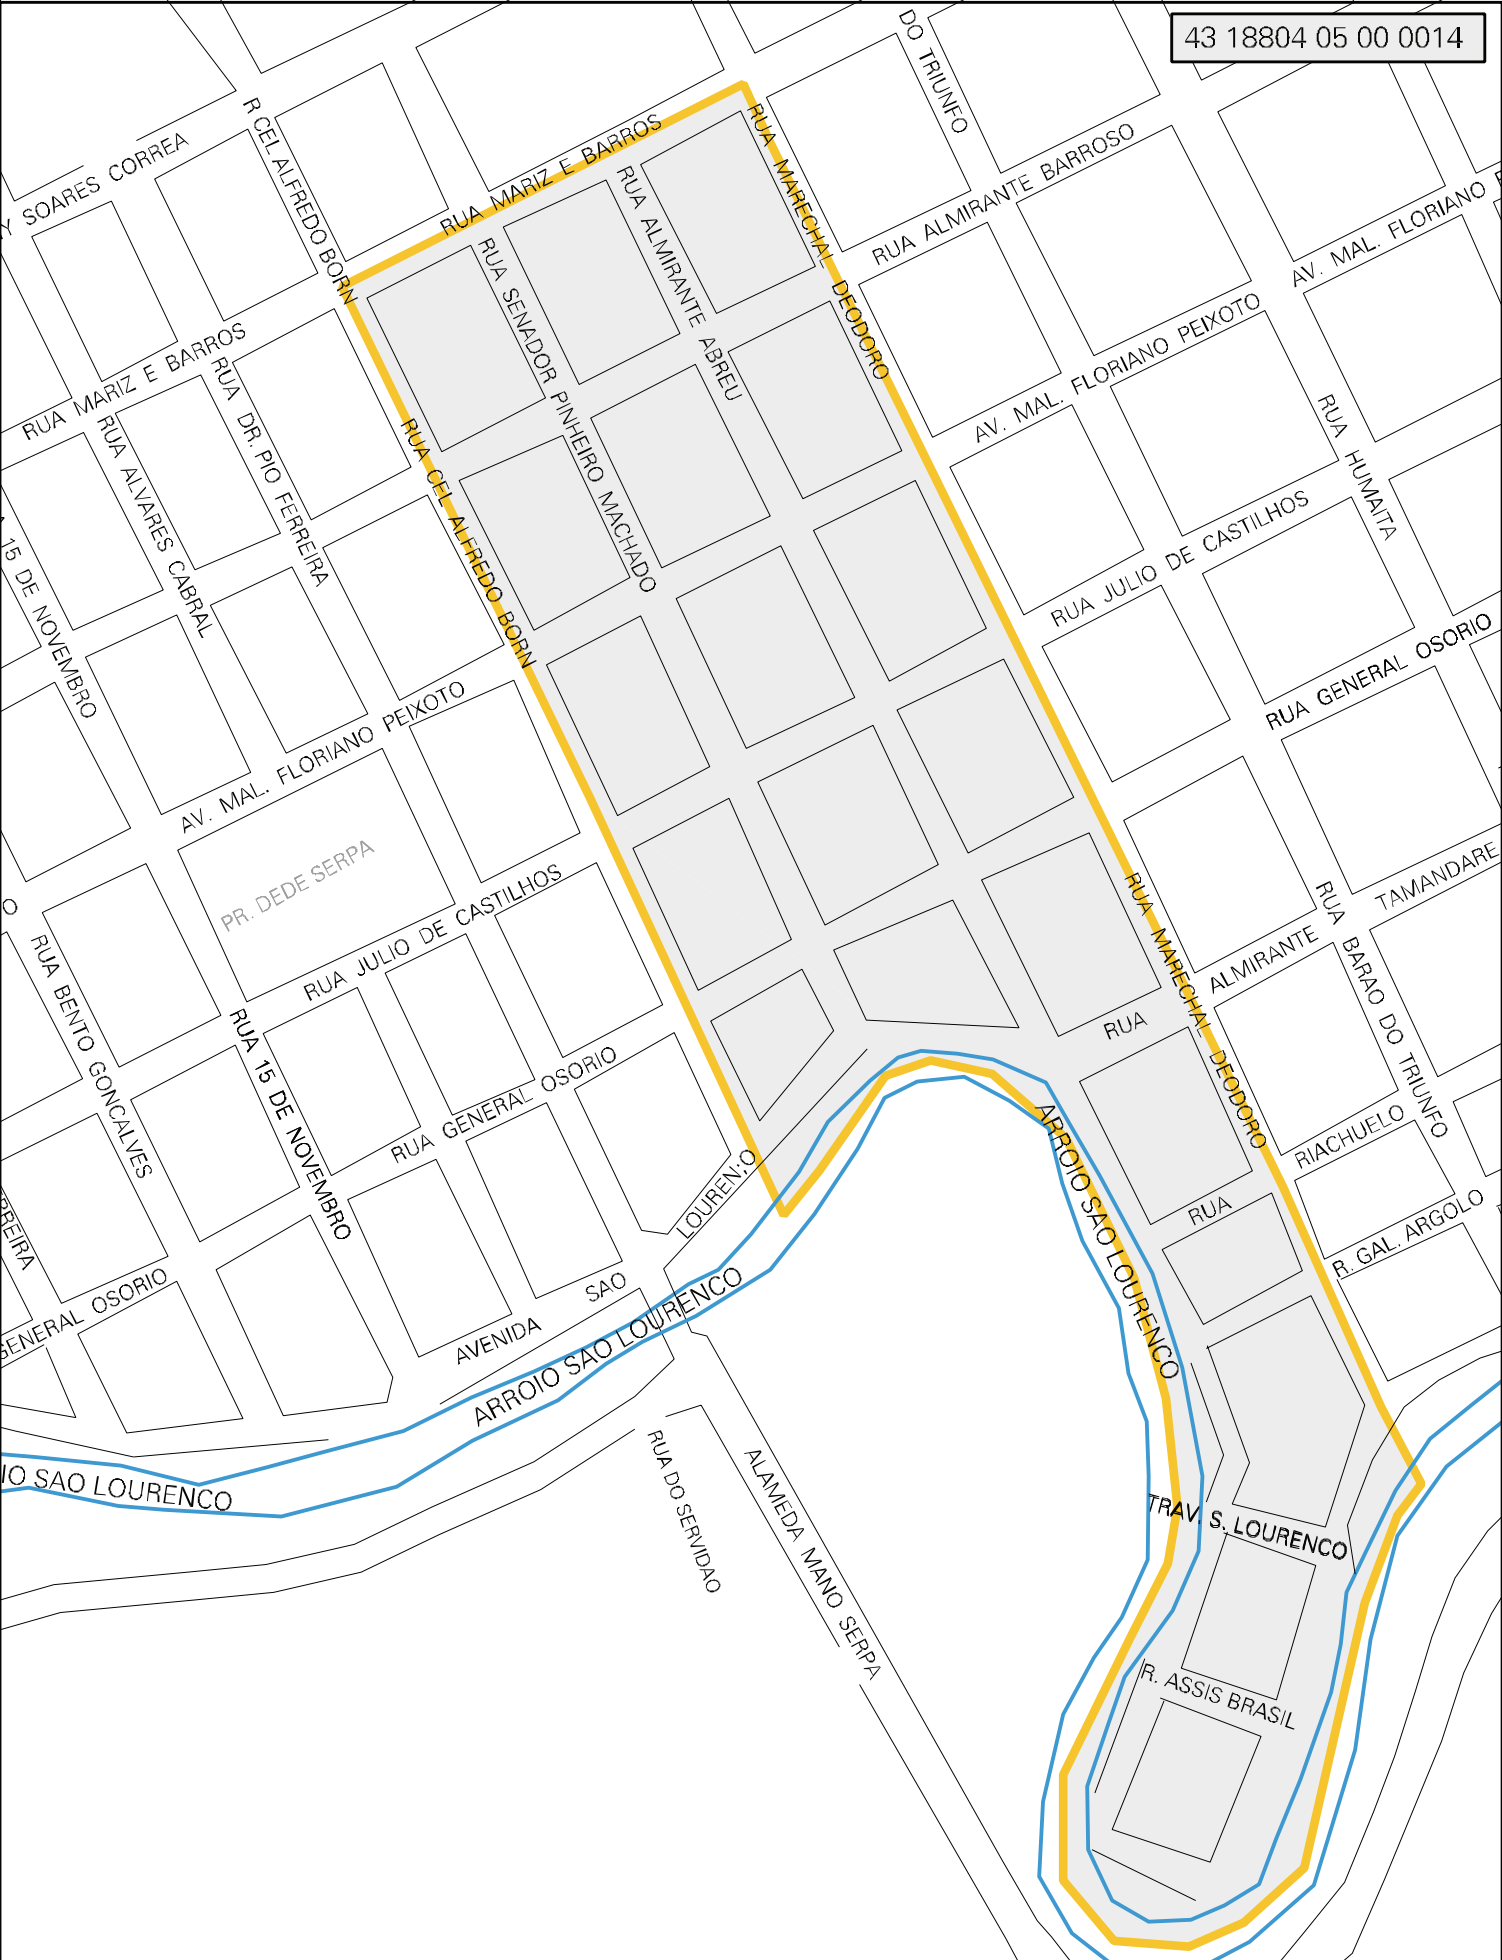 43 18804 05 00 0014
DO TRIUNFO
SOARES CORREA
R CEL ALFREDO BORN
RUA MARIZ E BARROS
RUA MARECHAL DEODORO
RUA ALMIRANTE BARROSO
AV. MAL. FLORIANO
RUA SENADOR PINHEIRO MACHADO
RUA ALMIRANTE ABREU
AV. MAL. FLORIANO PEIXOTO
RUA MARIZ E BARROS
RUA DR. PIO FERREIRA
RUA ALVARES CABRAL
RUA CEL ALFREDO BORN
RUA HUMAITA
RUA JULIO DE CASTILHOS
15 DE NOVEMBRO
RUA GENERAL OSORIO
AV. MAL. FLORIANO PEIXOTO
PR. DEDE SERPA
RUA JULIO DE CASTILHOS
RUA MARECHAL DEODORO
RUA ALMIRANTE TAMANDARE
RUA BARAO DO TRIUNFO
O
RUA BENTO GONCALVES
RUA 15 DE NOVEMBRO
RUA GENERAL OSORIO
RUA RIACHUELO
R. GAL. ARGOLO
ARROIO SAO LOURENCO
RREIRA
GENERAL OSORIO
AVENIDA SAO LOUREN;O
ARROIO SAO LOURENCO
IO SAO LOURENCO
RUA DO SERVIDAO
ALAMEDA MANO SERPA
TRAV. S. LOURENCO
R. ASSIS BRASIL